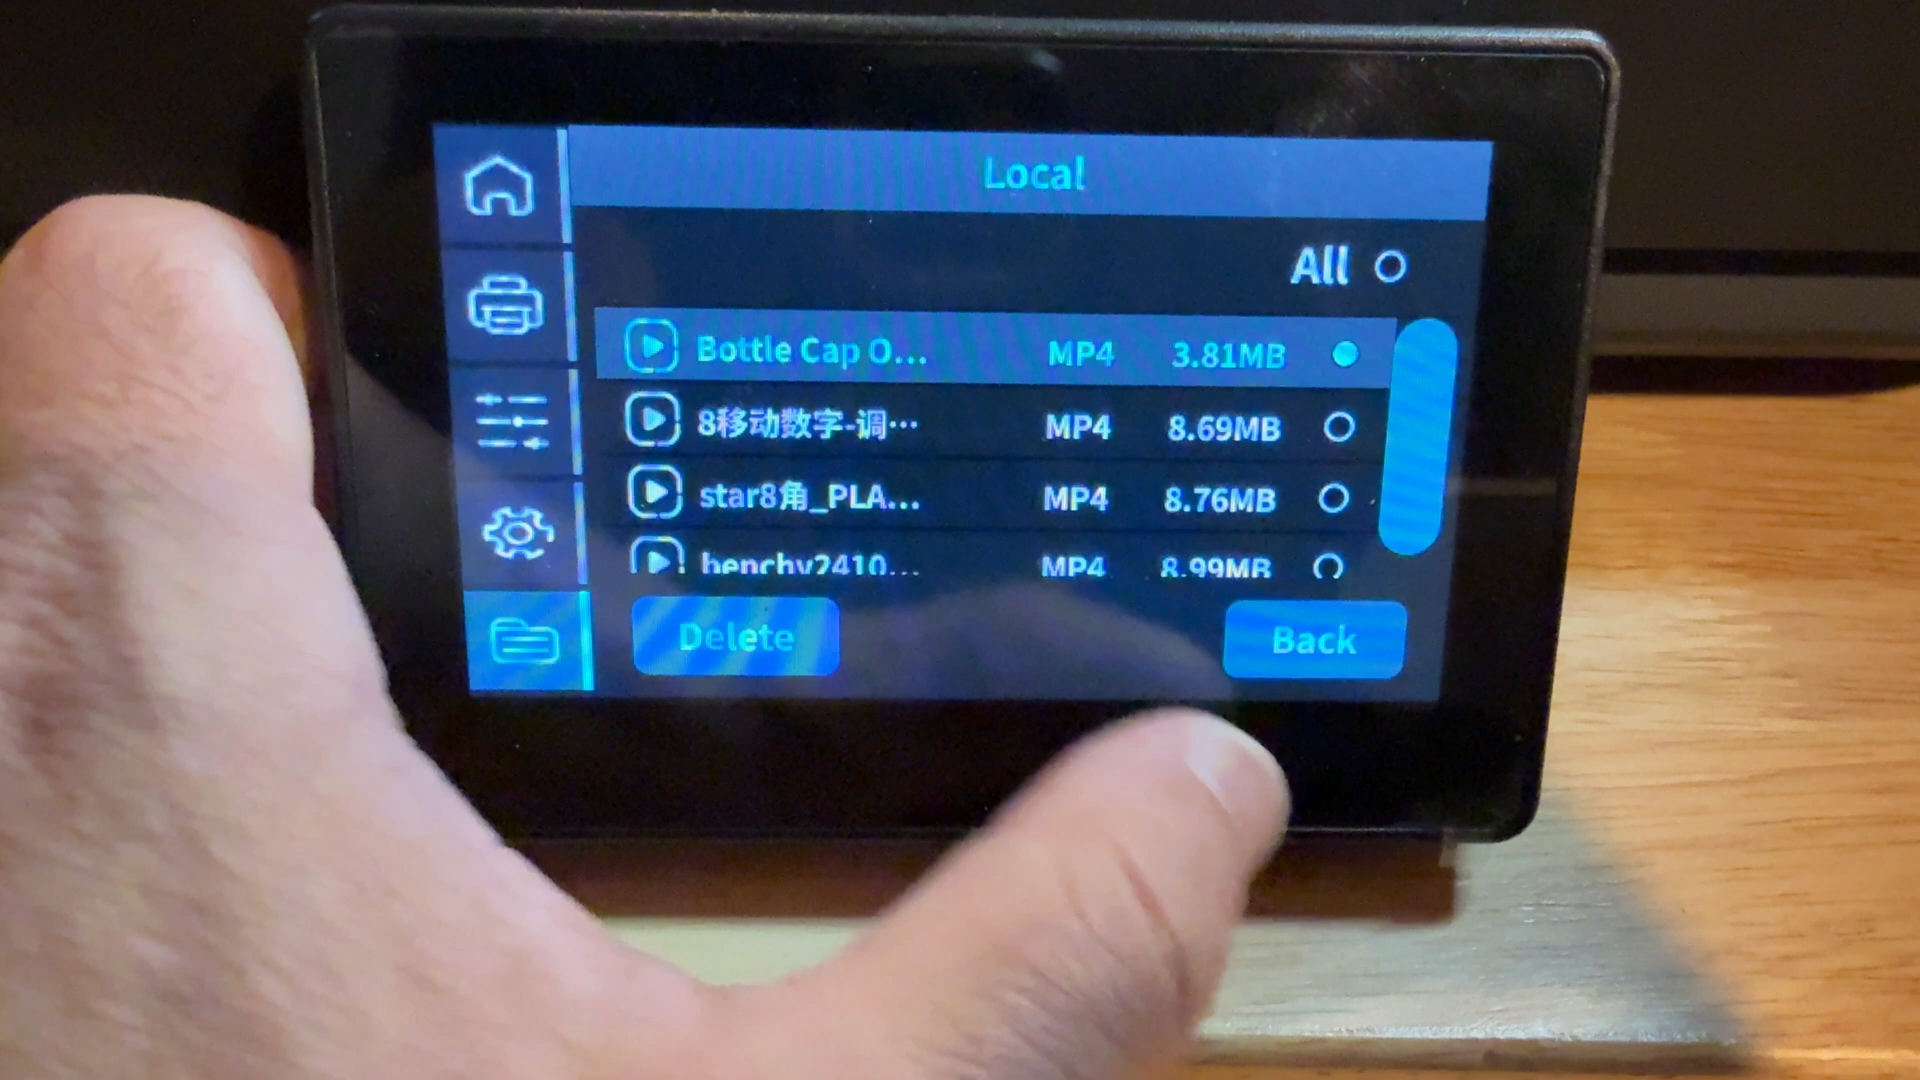 Local
All
Bottle Cap O... MP4 3.81MB
8移动数字-调... MP4 8.69MB
star8角_PLA... MP4 8.76MB
benchy2410... MP4 8.99MB
Delete Back